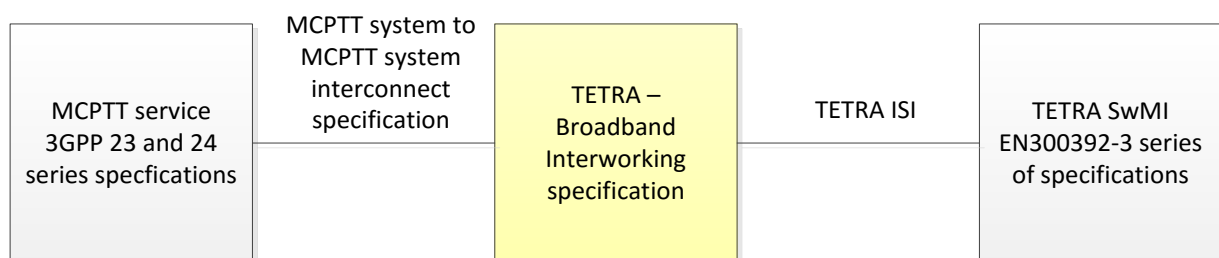 MCPTT service
3GPP 23 and 24
series specfications
MCPTT system to
MCPTT system
interconnect
specification
TETRA –
Broadband
Interworking
specification
TETRA ISI
TETRA SwMI
EN300392-3 series
of specifications